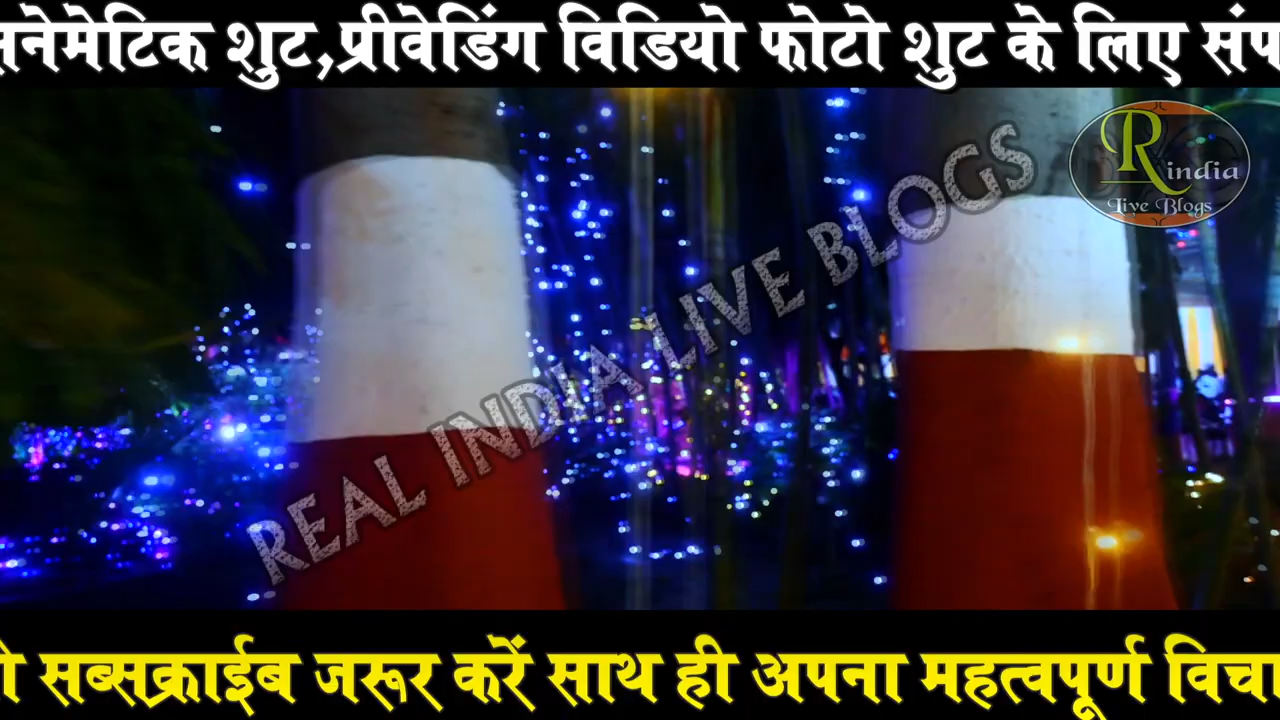 नेमेटिक शुट,प्रीवेडिंग विडियो फोटो शुट के लिए संप
R india
Live Blogs
REAL INDIA LIVE BLOGS
सब्सक्राईब जरूर करें साथ ही अपना महत्वपूर्ण विचा